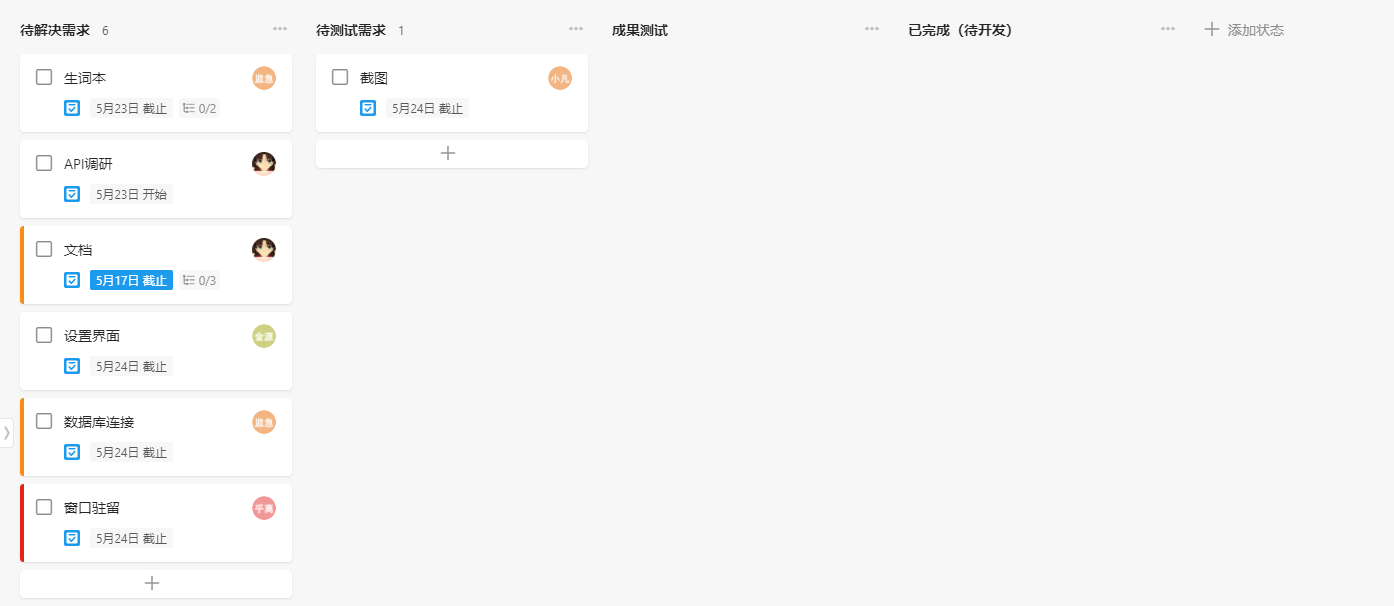 待解决需求 6
生词本
5月23日 截止 0/2
API调研
5月23日 开始
文档
5月17日 截止 0/3
设置界面 金源
5月24日 截止
数据库连接
5月24日 截止
窗口驻留 乎离
5月24日 截止
待测试需求 1
截图 小凡
5月24日 截止
成果测试
已完成（待开发）
添加状态